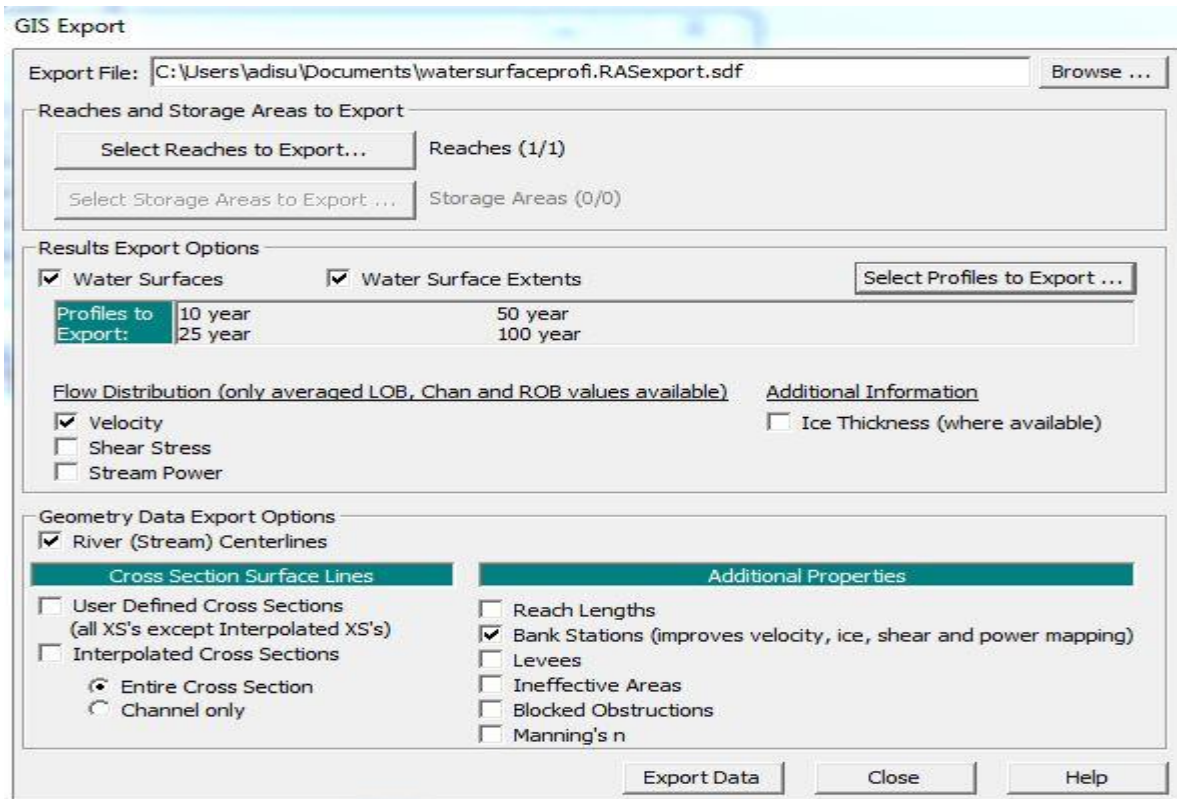 GIS Export
Export File: C:\Users\adisu\Documents\watersurfaceprofi.RASexport.sdf Browse ...
Reaches and Storage Areas to Export
Select Reaches to Export... Reaches (1/1)
Select Storage Areas to Export ... Storage Areas (0/0)
Results Export Options
Water Surfaces Water Surface Extents Select Profiles to Export ...
Profiles to 10 year 50 year
Export: 25 year 100 year
Flow Distribution (only averaged LOB, Chan and ROB values available) Additional Information
Velocity Ice Thickness (where available)
Shear Stress
Stream Power
Geometry Data Export Options
River (Stream) Centerlines
Cross Section Surface Lines Additional Properties
User Defined Cross Sections Reach Lengths
(all XS's except Interpolated XS's) Bank Stations (improves velocity, ice, shear and power mapping)
Interpolated Cross Sections Levees
Entire Cross Section Ineffective Areas
Channel only Blocked Obstructions
Manning's n
Export Data Close Help